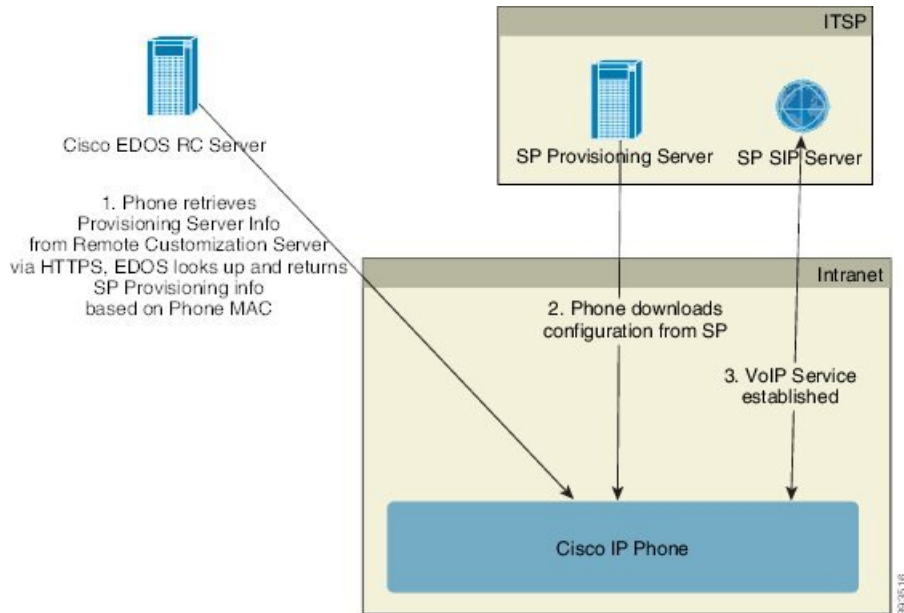 ITSP
Cisco EDOS RC Server
SP Provisioning Server
SP SIP Server
1. Phone retrieves
Provisioning Server Info
from Remote Customization Server
via HTTPS, EDOS looks up and returns
SP Provisioning info
based on Phone MAC
Intranet
2. Phone downloads
configuration from SP
3. VoIP Service
established
Cisco IP Phone